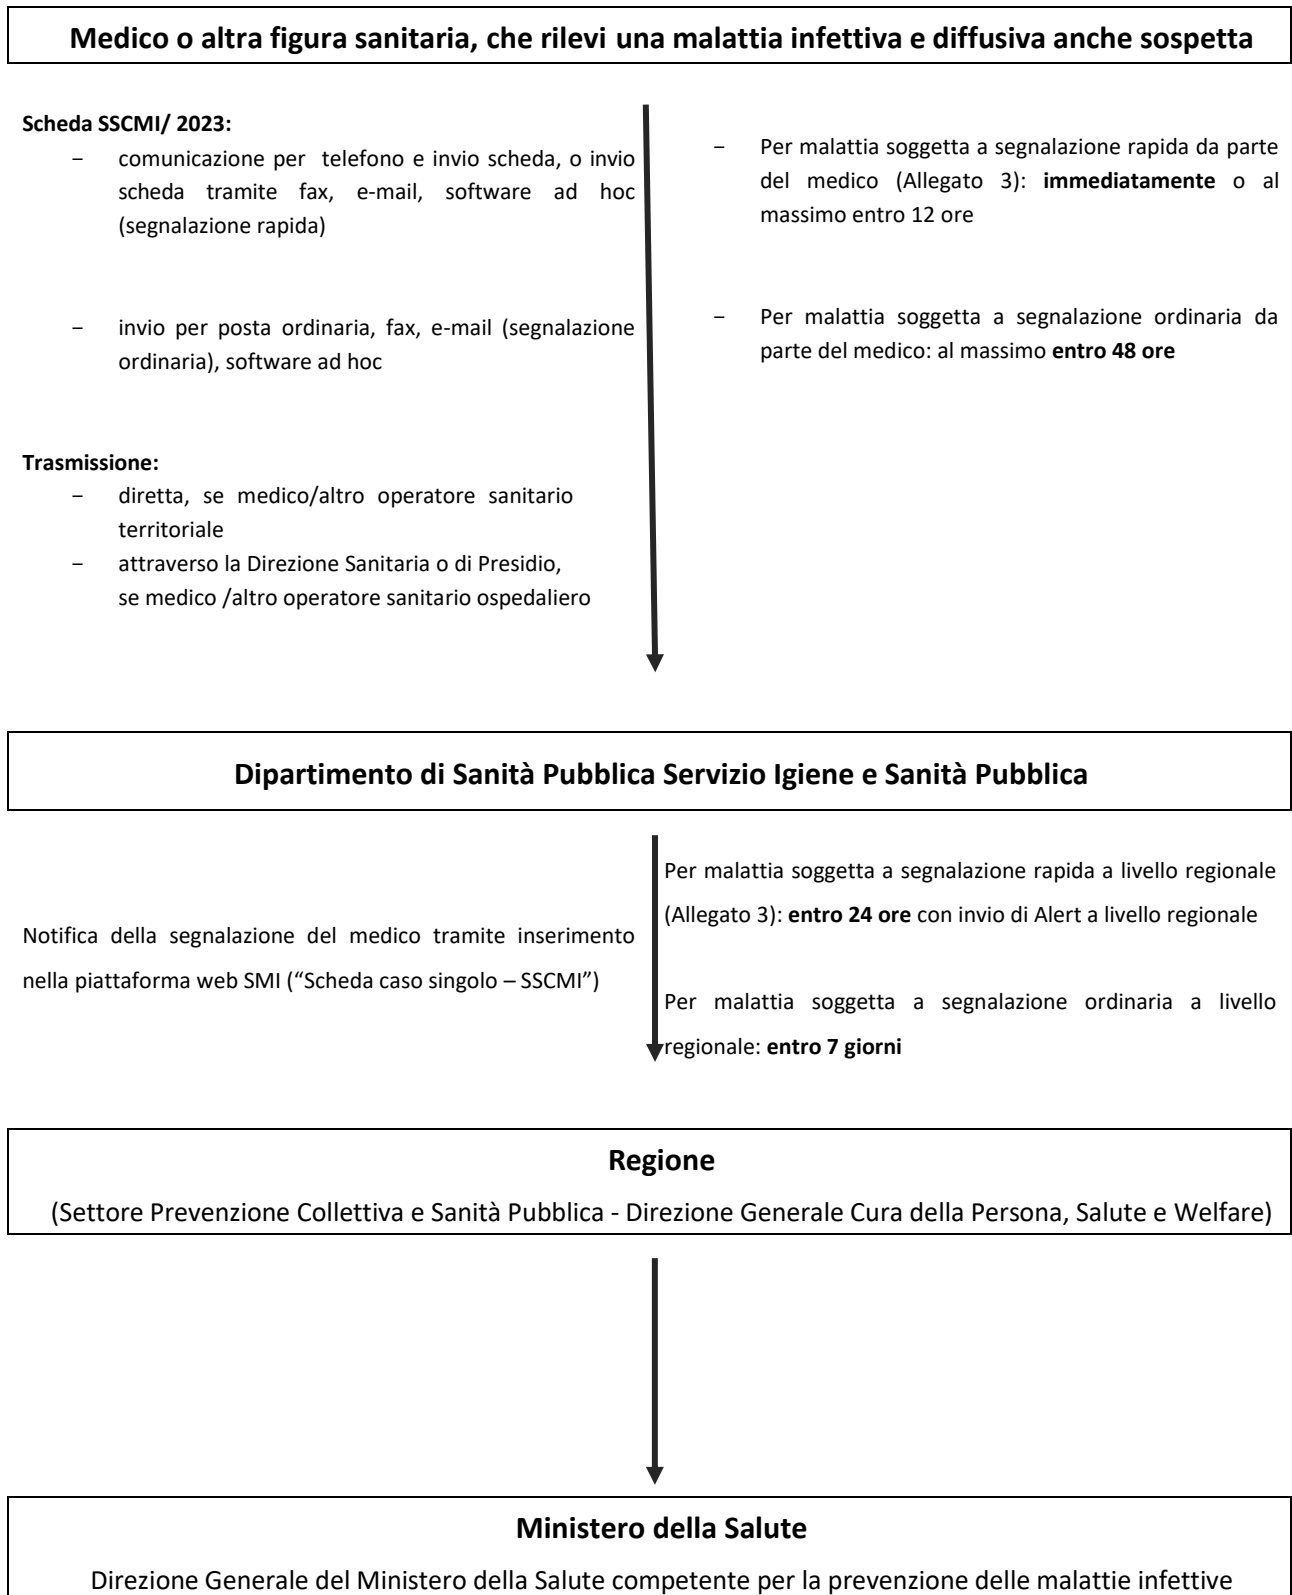 Medico o altra figura sanitaria, che rilevi una malattia infettiva e diffusiva anche sospetta
Scheda SSCMI/ 2023:
- comunicazione per telefono e invio scheda, o invio
scheda tramite fax, e-mail, software ad hoc
(segnalazione rapida)
- invio per posta ordinaria, fax, e-mail (segnalazione
ordinaria), software ad hoc
Trasmissione:
- diretta, se medico/altro operatore sanitario
territoriale
- attraverso la Direzione Sanitaria o di Presidio,
se medico /altro operatore sanitario ospedaliero
- Per malattia soggetta a segnalazione rapida da parte
del medico (Allegato 3): immediatamente o al
massimo entro 12 ore
- Per malattia soggetta a segnalazione ordinaria da
parte del medico: al massimo entro 48 ore
Dipartimento di Sanità Pubblica Servizio Igiene e Sanità Pubblica
Notifica della segnalazione del medico tramite inserimento
nella piattaforma web SMI (“Scheda caso singolo – SSCMI”)
Per malattia soggetta a segnalazione rapida a livello regionale
(Allegato 3): entro 24 ore con invio di Alert a livello regionale
Per malattia soggetta a segnalazione ordinaria a livello
regionale: entro 7 giorni
Regione
(Settore Prevenzione Collettiva e Sanità Pubblica - Direzione Generale Cura della Persona, Salute e Welfare)
Ministero della Salute
Direzione Generale del Ministero della Salute competente per la prevenzione delle malattie infettive